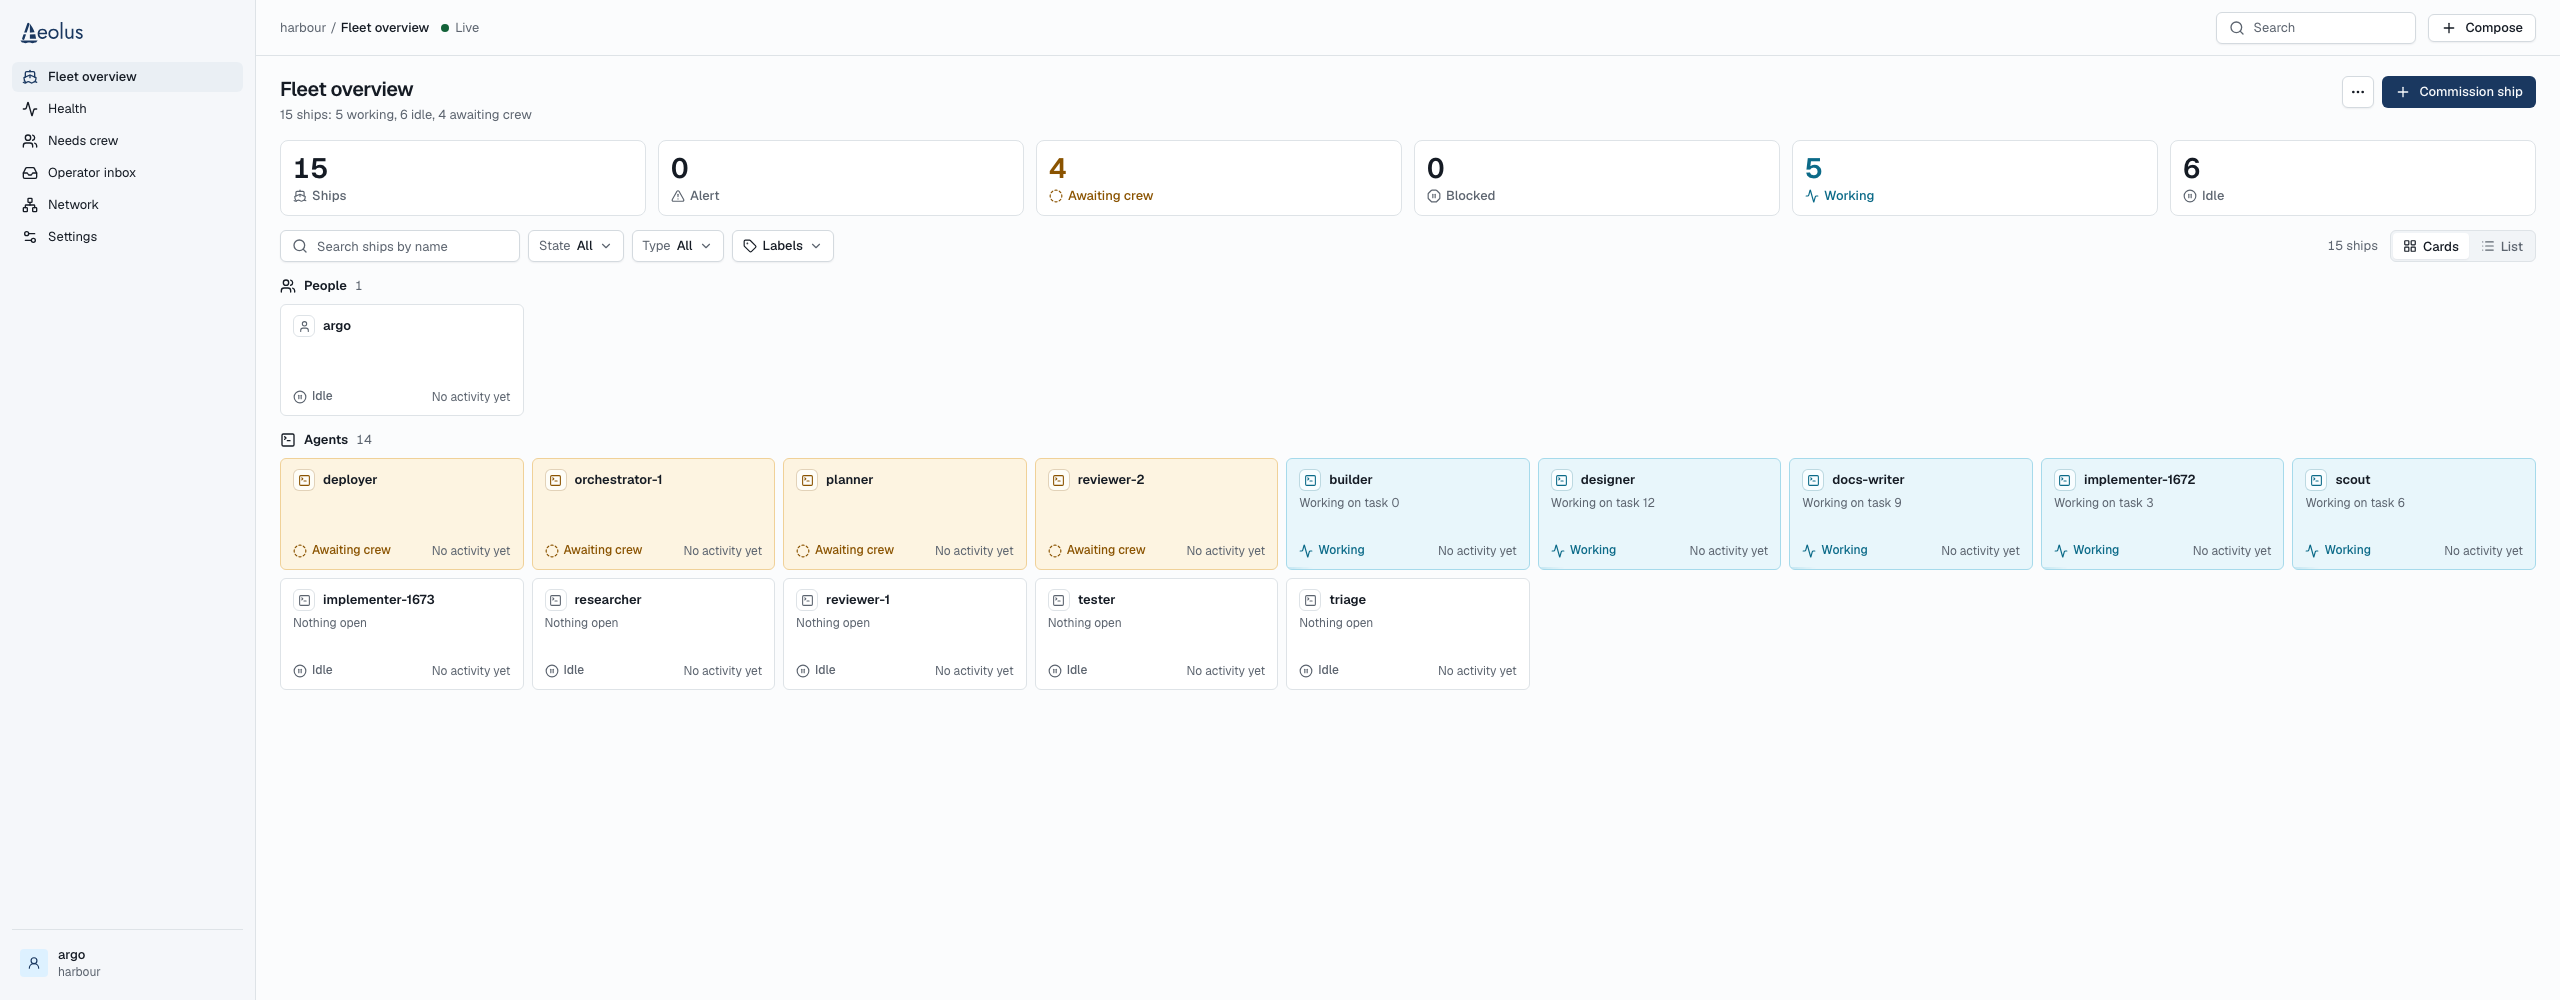 Aeolus
Fleet overview
Health
Needs crew
Operator inbox
Network
Settings
argo
harbour
harbour / Fleet overview Live
Search
Compose
Fleet overview
15 ships: 5 working, 6 idle, 4 awaiting crew
Commission ship
15
Ships
0
Alert
4
Awaiting crew
0
Blocked
5
Working
6
Idle
Search ships by name
State All
Type All
Labels
15 ships
Cards
List
People 1
argo
Idle No activity yet
Agents 14
deployer
Awaiting crew No activity yet
orchestrator-1
Awaiting crew No activity yet
planner
Awaiting crew No activity yet
reviewer-2
Awaiting crew No activity yet
builder
Working on task 0
Working No activity yet
designer
Working on task 12
Working No activity yet
docs-writer
Working on task 9
Working No activity yet
implementer-1672
Working on task 3
Working No activity yet
scout
Working on task 6
Working No activity yet
implementer-1673
Nothing open
Idle No activity yet
researcher
Nothing open
Idle No activity yet
reviewer-1
Nothing open
Idle No activity yet
tester
Nothing open
Idle No activity yet
triage
Nothing open
Idle No activity yet